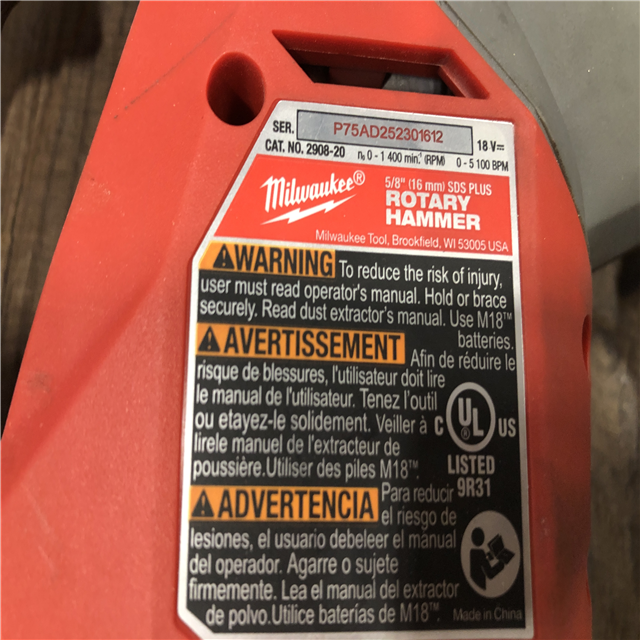 SER. P75AD252301612 18 V⎓
CAT. NO. 2908-20 n₀ 0 - 1 400 min.⁻¹ (RPM) 0 - 5 100 BPM
Milwaukee®
5/8" (16 mm) SDS PLUS
ROTARY
HAMMER
Milwaukee Tool, Brookfield, WI 53005 USA
⚠WARNING To reduce the risk of injury,
user must read operator's manual. Hold or brace
securely. Read dust extractor's manual. Use M18™
batteries.
⚠AVERTISSEMENT Afin de réduire le
risque de blessures, l'utilisateur doit lire
le manuel de l'utilisateur. Tenez l'outil
ou etayez-le solidement. Veiller à
lirele manuel de l'extracteur de
poussière.Utiliser des piles M18™.
C UL US
LISTED
9R31
⚠ADVERTENCIA Para reducir
el riesgo de
lesiones, el usuario debeleer el manual
del operador. Agarre o sujete
firmemente. Lea el manual del extractor
de polvo.Utilice baterías de M18™.
Made in China